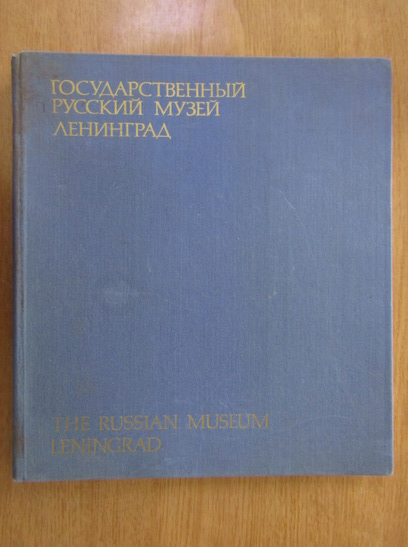 ГОСУДАРСТВЕННЫЙ
РУССКИЙ МУЗЕЙ
ЛЕНИНГРАД
THE RUSSIAN MUSEUM
LENINGRAD